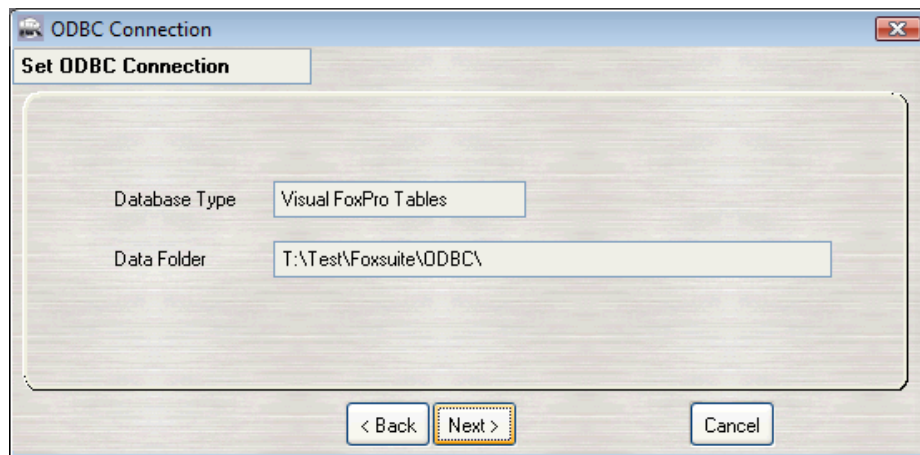 ODBC Connection
Set ODBC Connection
Database Type Visual FoxPro Tables
Data Folder T:\Test\Foxsuite\ODBC\
< Back Next > Cancel